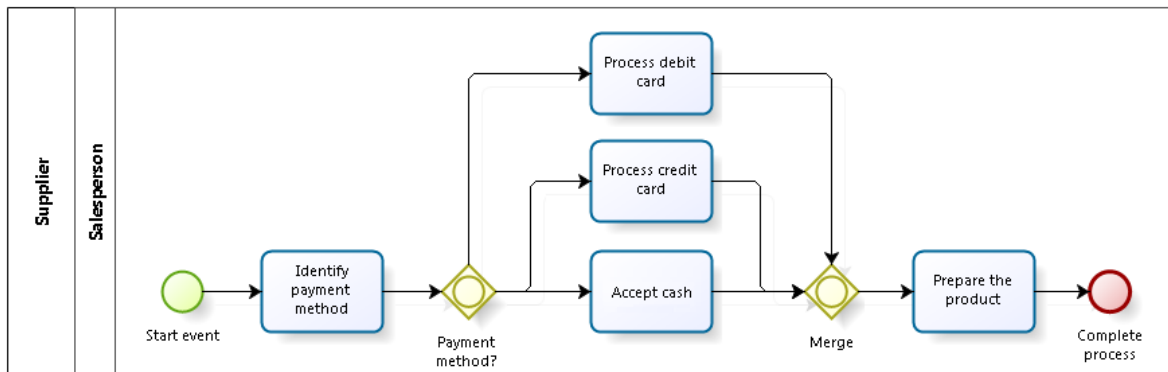 Supplier
Salesperson
Start event
Identify
payment
method
Payment
method?
Process debit
card
Process credit
card
Accept cash
Merge
Prepare the
product
Complete
process